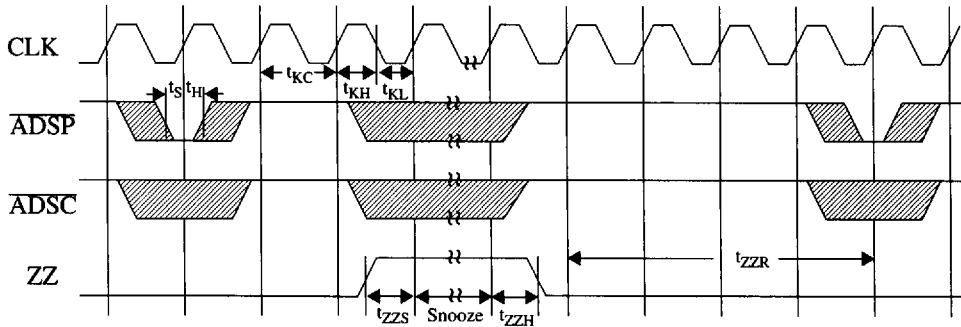 CLK
tKC tKH tKL
tS tH
ADSP
ADSC
ZZ
tZZR
tZZS Snooze tZZH